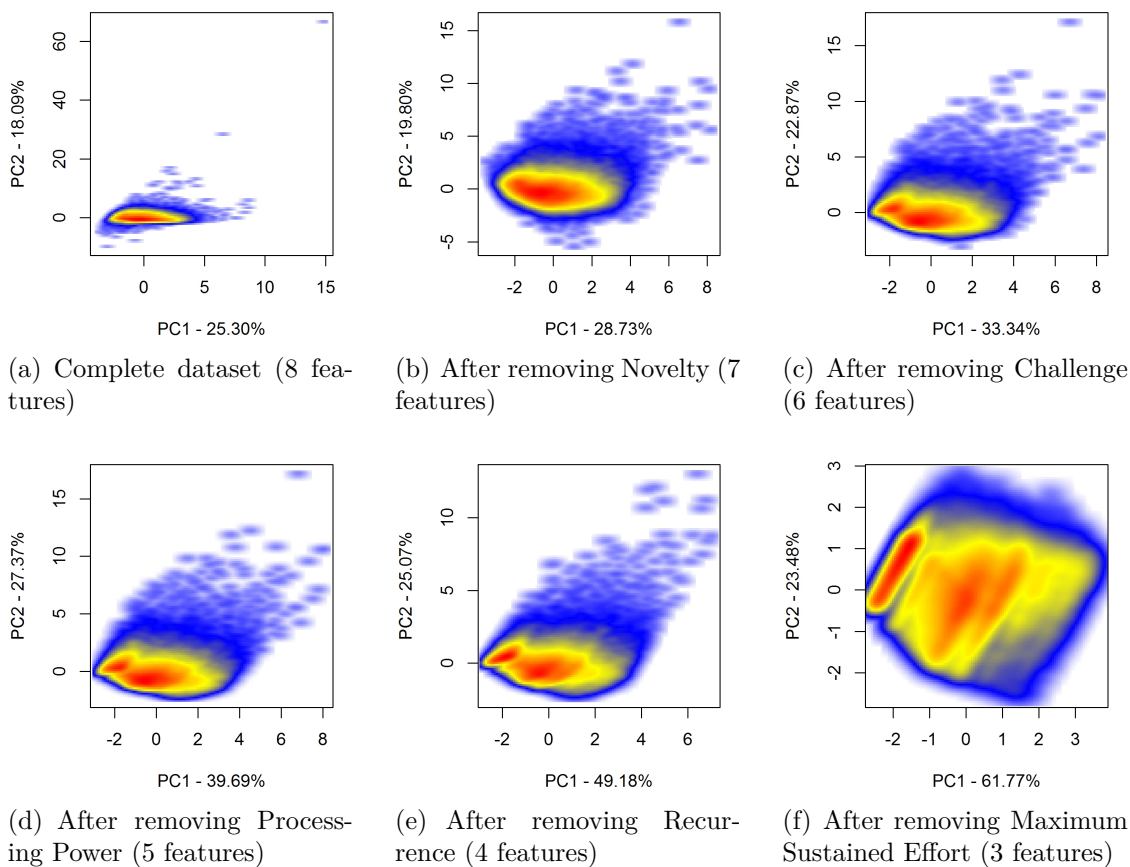 60
40
20
0
PC2 - 18.09%
0
5
10
15
PC1 - 25.30%
(a) Complete dataset (8 fea-
tures)
15
10
5
0
-5
PC2 - 19.80%
-2
0
2
4
6
8
PC1 - 28.73%
(b) After removing Novelty (7
features)
15
10
5
0
PC2 - 22.87%
-2
0
2
4
6
8
PC1 - 33.34%
(c) After removing Challenge
(6 features)
15
10
5
0
PC2 - 27.37%
-2
0
2
4
6
8
PC1 - 39.69%
(d) After removing Process-
ing Power (5 features)
10
5
0
PC2 - 25.07%
-2
0
2
4
6
PC1 - 49.18%
(e) After removing Recur-
rence (4 features)
3
2
1
0
-1
-2
PC2 - 23.48%
-2
-1
0
1
2
3
PC1 - 61.77%
(f) After removing Maximum
Sustained Effort (3 features)